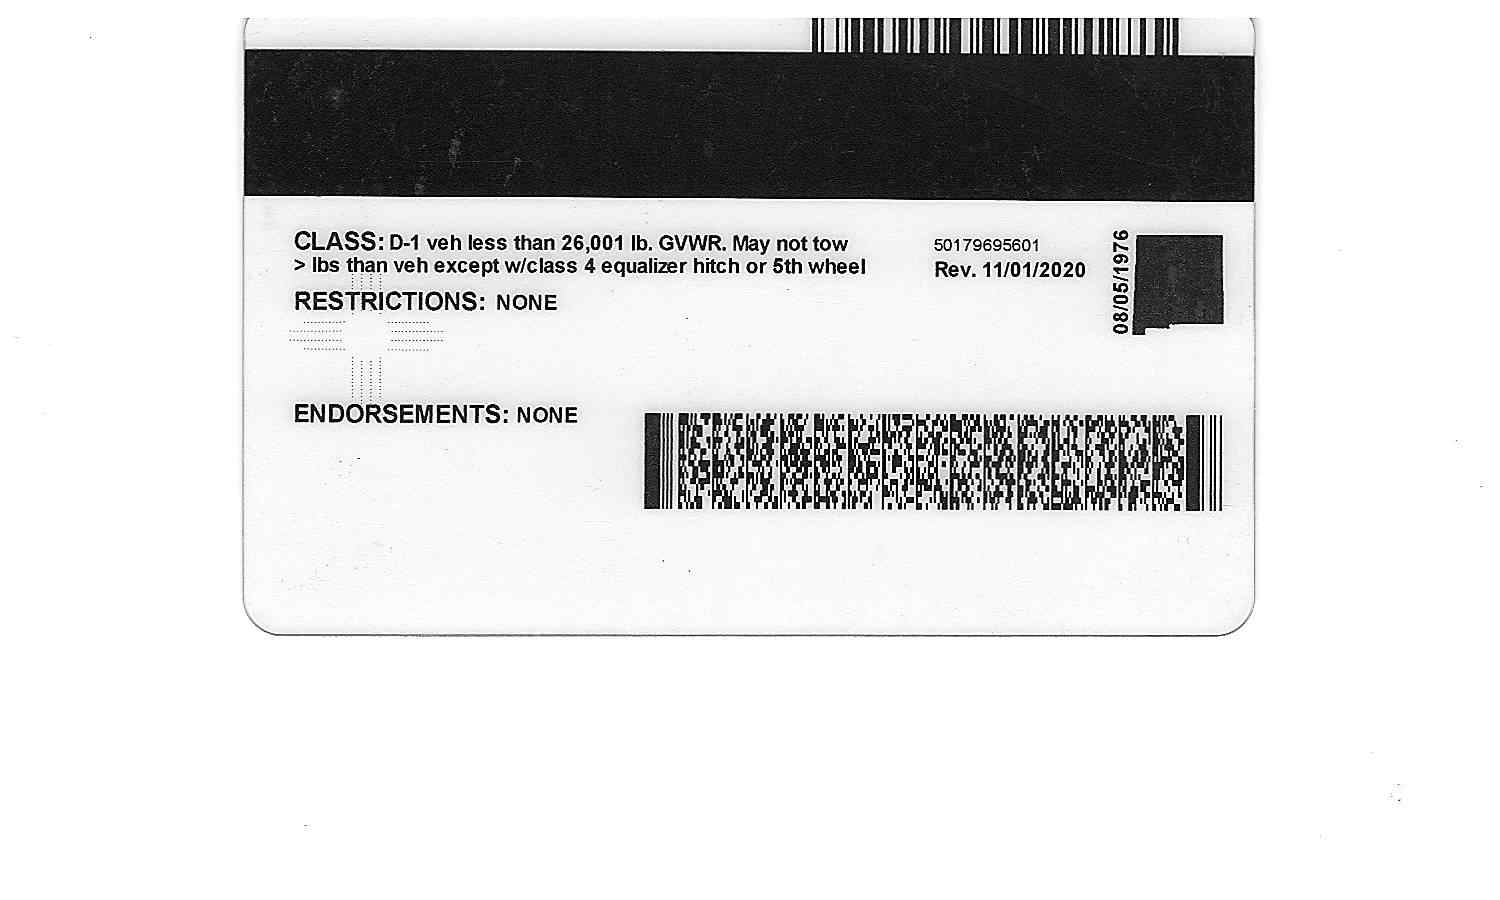 CLASS: D-1 veh less than 26,001 lb. GVWR. May not tow
> lbs than veh except w/class 4 equalizer hitch or 5th wheel
RESTRICTIONS: NONE
ENDORSEMENTS: NONE
50179695601
Rev. 11/01/2020
08/05/1976